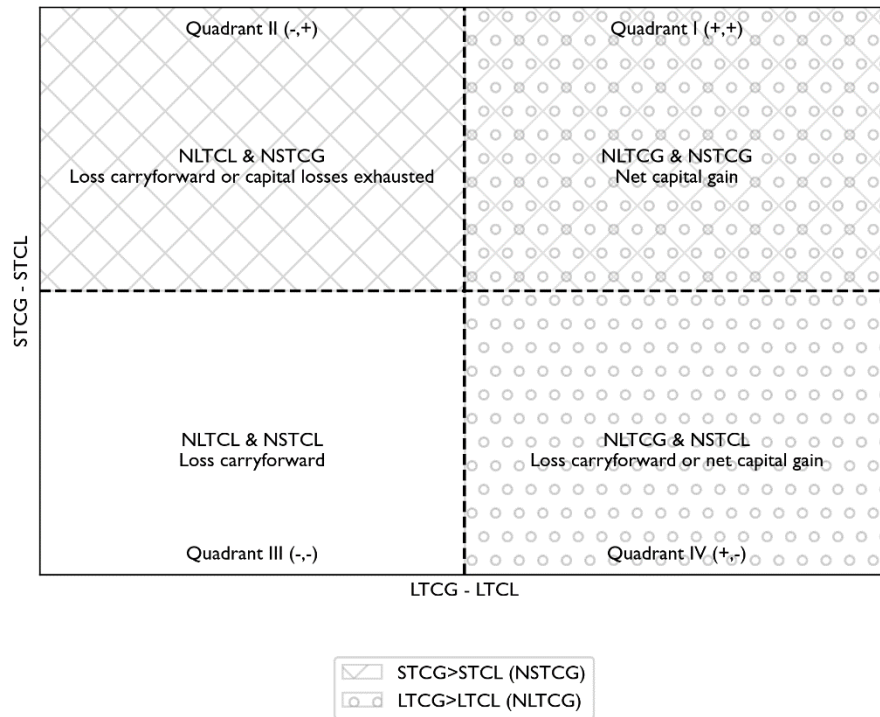 Quadrant II (-,+)
Quadrant I (+,+)
NLTCL & NSTCG
Loss carryforward or capital losses exhausted
NLTCG & NSTCG
Net capital gain
STCG - STCL
NLTCL & NSTCL
Loss carryforward
NLTCG & NSTCL
Loss carryforward or net capital gain
Quadrant III (-,-)
Quadrant IV (+,-)
LTCG - LTCL
STCG>STCL (NSTCG)
LTCG>LTCL (NLTCG)